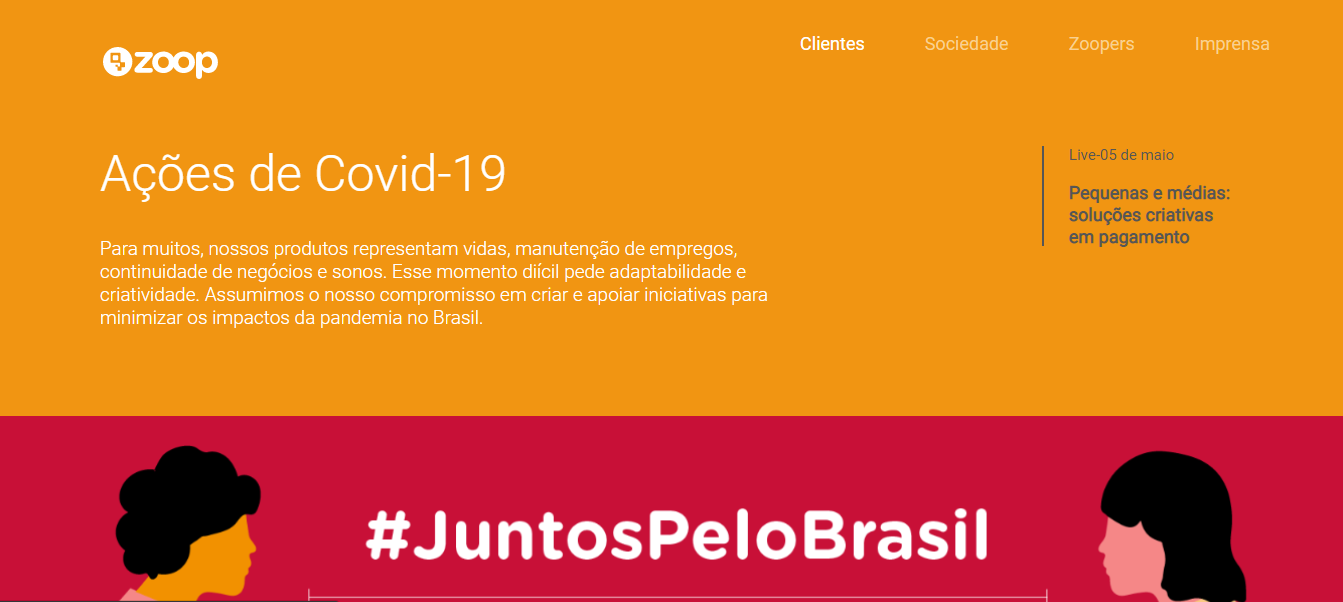 zoop
Clientes
Sociedade
Zoopers
Imprensa
Ações de Covid-19
Para muitos, nossos produtos representam vidas, manutenção de empregos,
continuidade de negócios e sonos. Esse momento diícil pede adaptabilidade e
criatividade. Assumimos o nosso compromisso em criar e apoiar iniciativas para
minimizar os impactos da pandemia no Brasil.
Live-05 de maio
Pequenas e médias:
soluções criativas
em pagamento
#JuntosPeloBrasil